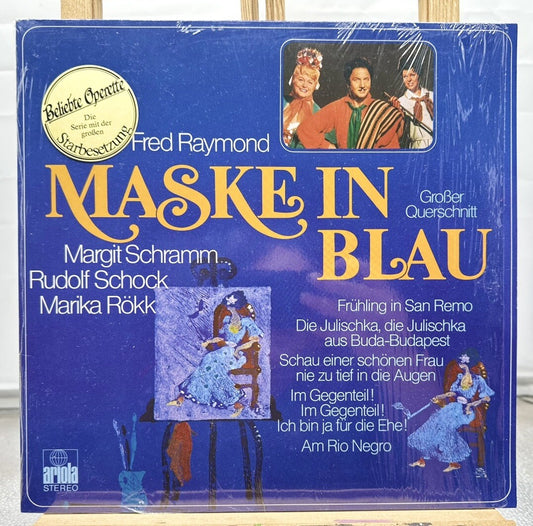 Beliebte Operette
Die
Serie mit der
großen
Starbesetzung
Fred Raymond
MASKE IN
BLAU
Großer
Querschnitt
Margit Schramm
Rudolf Schock
Marika Rökk
Frühling in San Remo
Die Julischka, die Julischka
aus Buda-Budapest
Schau einer schönen Frau
nie zu tief in die Augen
Im Gegenteil!
Im Gegenteil!
Ich bin ja für die Ehe!
Am Rio Negro
ariola
STEREO